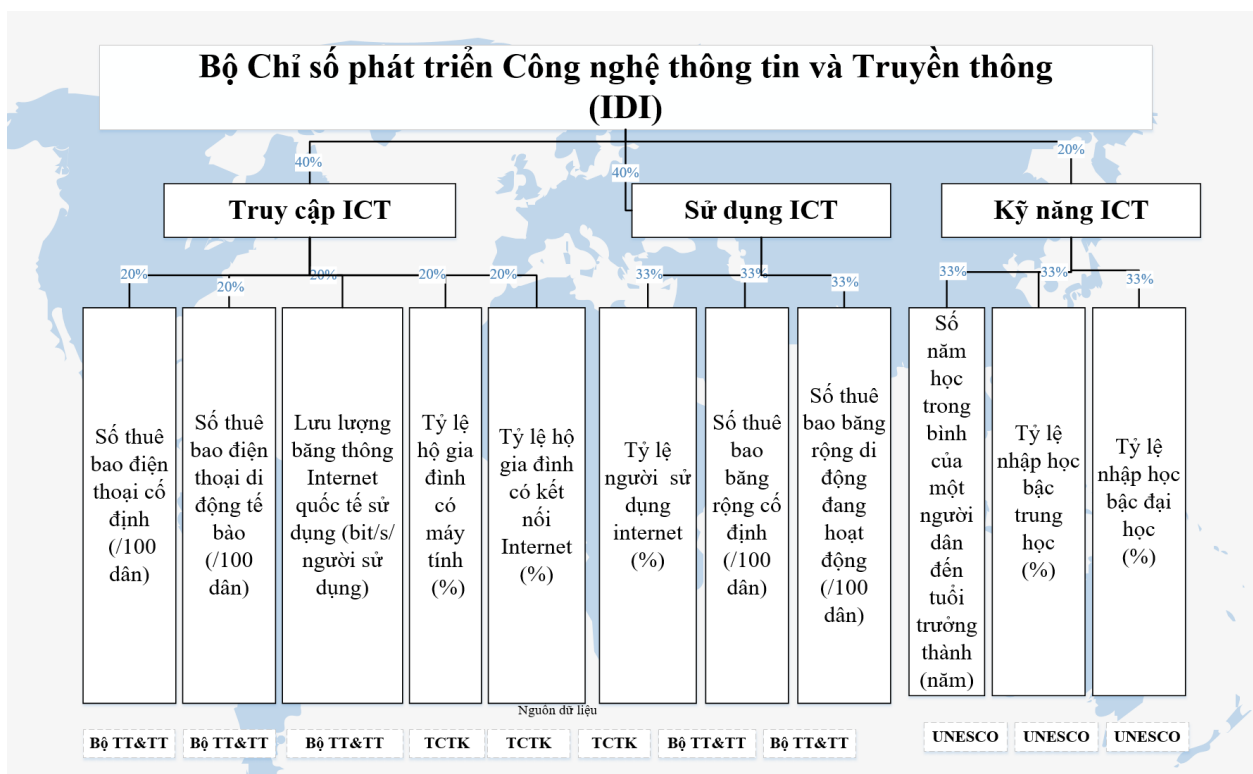 Bộ Chỉ số phát triển Công nghệ thông tin và Truyền thông
(IDI)
40%
40%
20%
Truy cập ICT
Sử dụng ICT
Kỹ năng ICT
20%
20%
20%
20%
20%
33%
33%
33%
33%
33%
33%
Số thuê
bao điện
thoại cố
định
(/100
dân)
Số thuê
bao điện
thoại di
động tế
bào
(/100
dân)
Lưu lượng
băng thông
Internet
quốc tế sử
dụng (bit/s/
người sử
dụng)
Tỷ lệ
hộ gia
đình
có
máy
tính
(%)
Tỷ lệ hộ
gia đình
có kết
nối
Internet
(%)
Tỷ lệ
người sử
dụng
internet
(%)
Số thuê
bao
băng
rộng cố
định
(/100
dân)
Số thuê
bao băng
rộng di
động đang
hoạt
động
(/100
dân)
Số
năm
học
trong
bình
của
một
người
dân
đến
tuổi
trưởng
thành
(năm)
Tỷ lệ
nhập học
bậc
trung
học
(%)
Tỷ lệ
nhập học
bậc đại
học
(%)
Nguồn dữ liệu
Bộ TT&TT
Bộ TT&TT
Bộ TT&TT
TCTK
TCTK
TCTK
Bộ TT&TT
Bộ TT&TT
UNESCO
UNESCO
UNESCO